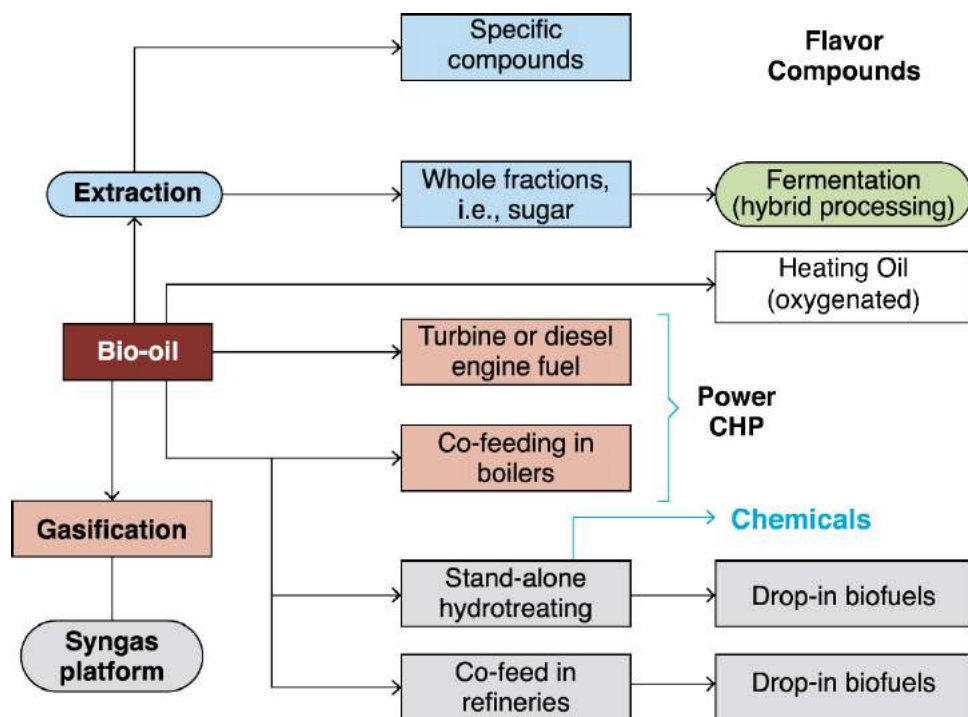 Specific
compounds
Flavor
Compounds
Extraction
Whole fractions,
i.e., sugar
Fermentation
(hybrid processing)
Heating Oil
(oxygenated)
Bio-oil
Turbine or diesel
engine fuel
Power
CHP
Co-feeding in
boilers
Gasification
Chemicals
Stand-alone
hydrotreating
Drop-in biofuels
Syngas
platform
Co-feed in
refineries
Drop-in biofuels